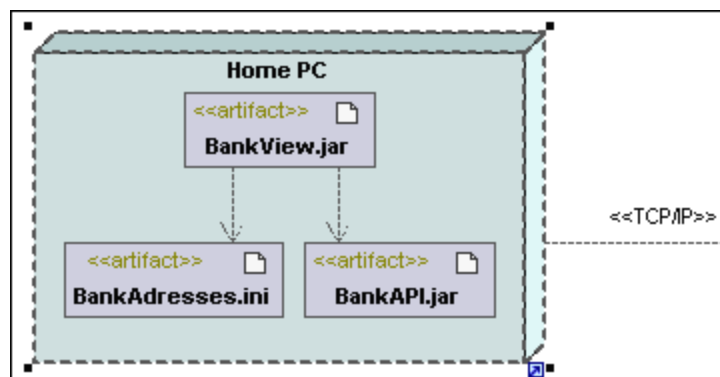 Home PC
<<artifact>>
BankView.jar
<<TCP/IP>>
<<artifact>>
BankAdresses.ini
<<artifact>>
BankAPI.jar